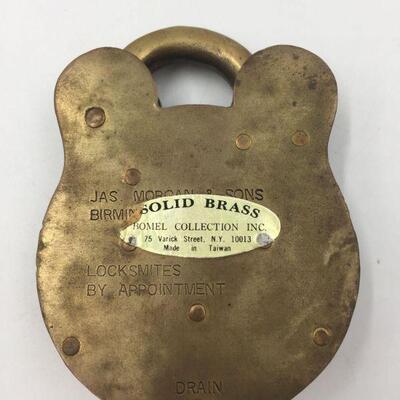 JAS. MORGAN & SONS
BIRMIN
SOLID BRASS
BOMEL COLLECTION INC.
75 Varick Street, N.Y. 10013
Made in Taiwan
LOCKSMITES
BY APPOINTMENT
DRAIN